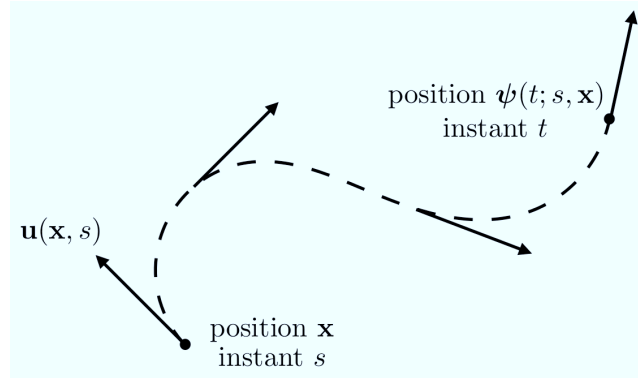 position 𝝍(t; s, 𝐱)
instant t
𝐮(𝐱, s)
position 𝐱
instant s